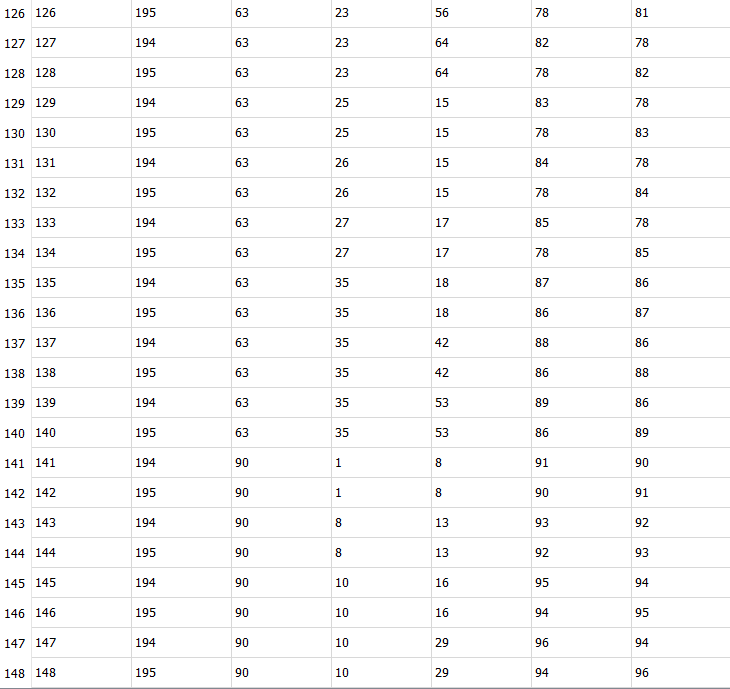 126 126 195 63 23 56 78 81
127 127 194 63 23 64 82 78
128 128 195 63 23 64 78 82
129 129 194 63 25 15 83 78
130 130 195 63 25 15 78 83
131 131 194 63 26 15 84 78
132 132 195 63 26 15 78 84
133 133 194 63 27 17 85 78
134 134 195 63 27 17 78 85
135 135 194 63 35 18 87 86
136 136 195 63 35 18 86 87
137 137 194 63 35 42 88 86
138 138 195 63 35 42 86 88
139 139 194 63 35 53 89 86
140 140 195 63 35 53 86 89
141 141 194 90 1 8 91 90
142 142 195 90 1 8 90 91
143 143 194 90 8 13 93 92
144 144 195 90 8 13 92 93
145 145 194 90 10 16 95 94
146 146 195 90 10 16 94 95
147 147 194 90 10 29 96 94
148 148 195 90 10 29 94 96